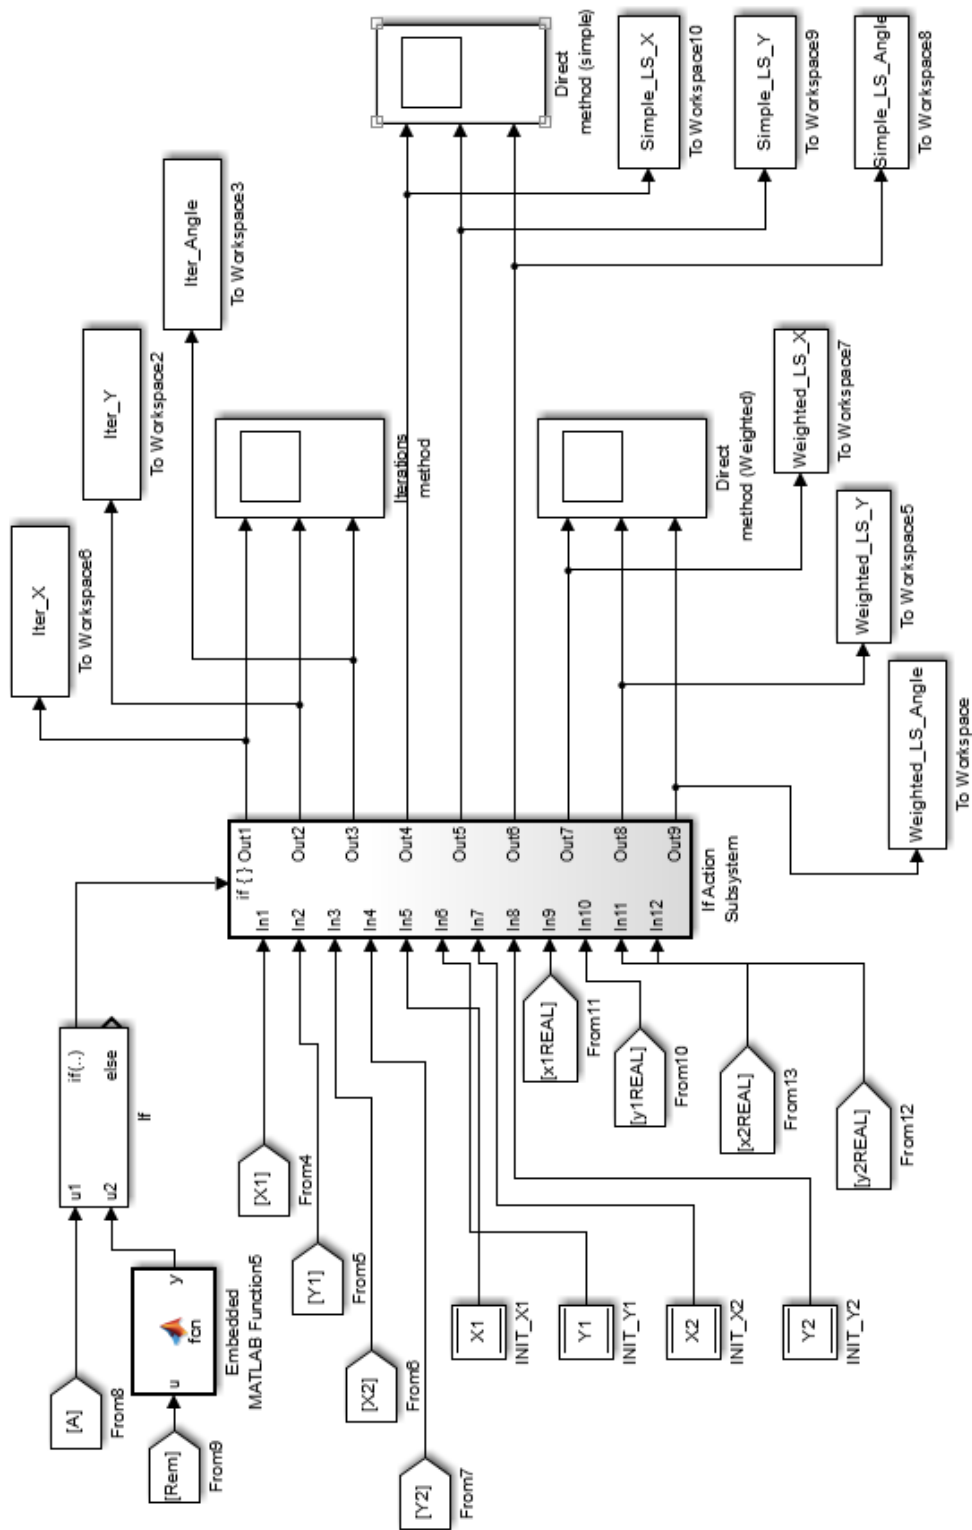 [A]
From8
[Rem]
From9
u
fcn
y
Embedded
MATLAB Function5
u1
u2
if(..)
else
If
[X1]
From4
[Y1]
From5
[X2]
From6
[Y2]
From7
X1
INIT_X1
Y1
INIT_Y1
X2
INIT_X2
Y2
INIT_Y2
[x1REAL]
From11
[y1REAL]
From10
[x2REAL]
From13
[y2REAL]
From12
if { }
In1
In2
In3
In4
In5
In6
In7
In8
In9
In10
In11
In12
Out1
Out2
Out3
Out4
Out5
Out6
Out7
Out8
Out9
If Action
Subsystem
Iter_X
To Workspace6
Iter_Y
To Workspace2
Iter_Angle
To Workspace3
Iterations
method
Direct
method (simple)
Simple_LS_X
To Workspace10
Simple_LS_Y
To Workspace9
Simple_LS_Angle
To Workspace8
Direct
method (Weighted)
Weighted_LS_X
To Workspace7
Weighted_LS_Y
To Workspace5
Weighted_LS_Angle
To Workspace